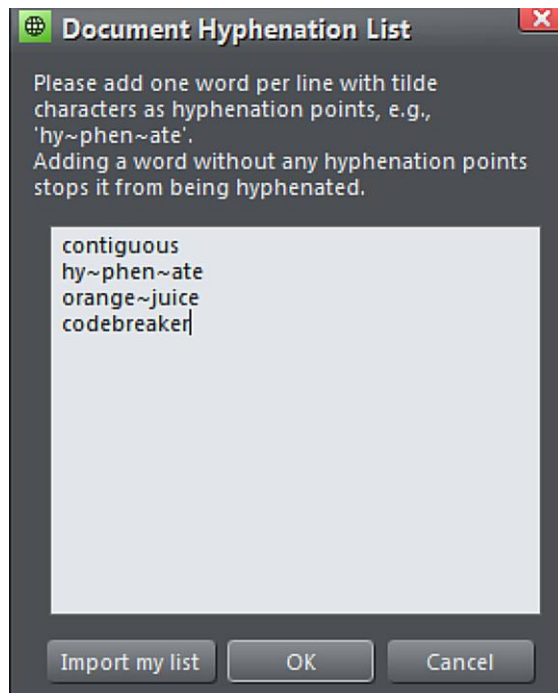 Document Hyphenation List
Please add one word per line with tilde
characters as hyphenation points, e.g.,
'hy~phen~ate'.
Adding a word without any hyphenation points
stops it from being hyphenated.
contiguous
hy~phen~ate
orange~juice
codebreaker
Import my list
OK
Cancel